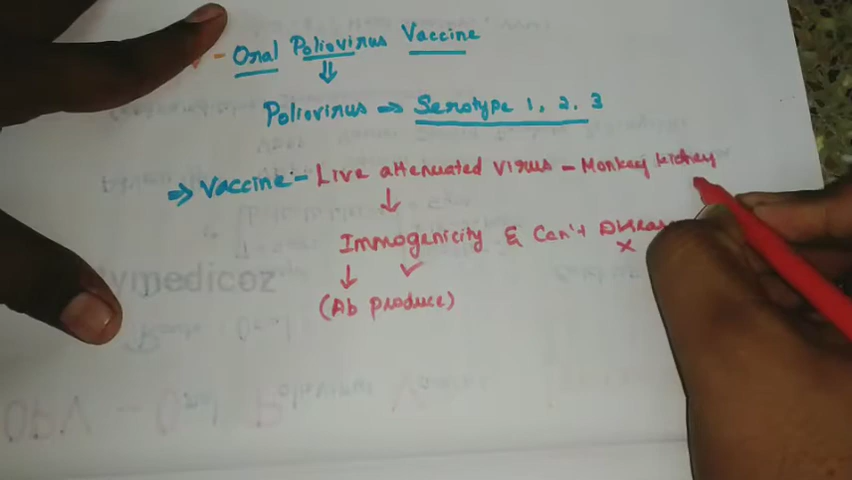 - Oral Poliovirus Vaccine
⇓
Poliovirus ⇒ Serotype 1, 2, 3
⇒ Vaccine:- Live attenuated virus - Monkey kidney
↓
Immogenicity & Can't Disease
↓ ✓ ×
(Ab produce)
ymedicoz